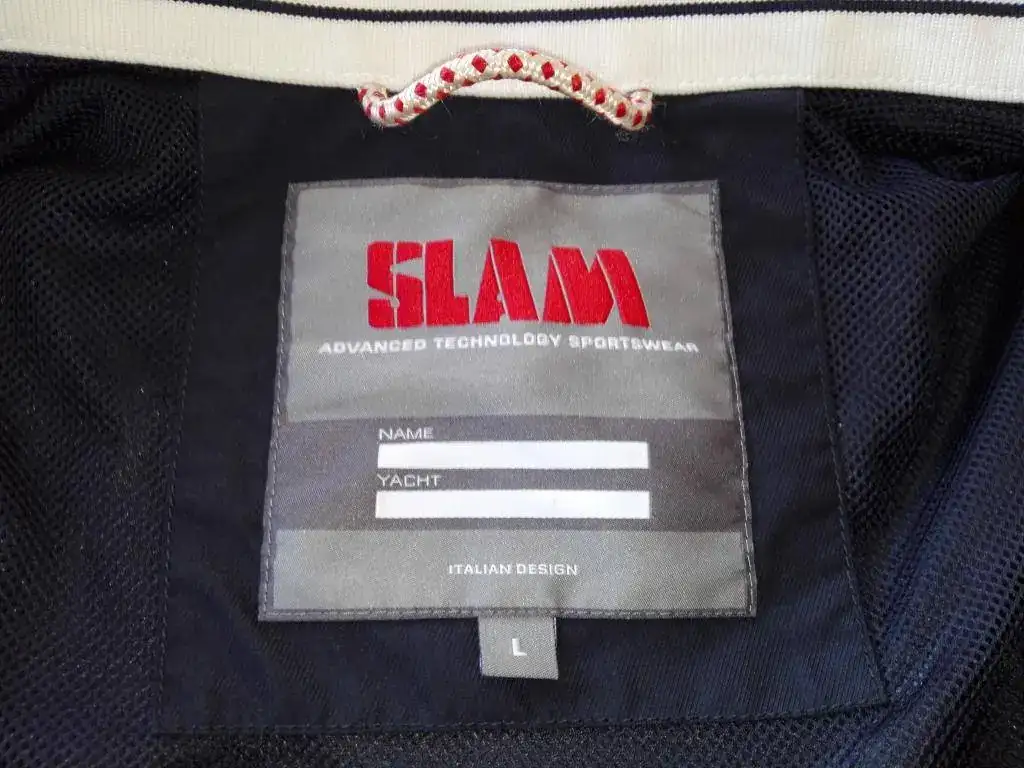 SLAM
ADVANCED TECHNOLOGY SPORTSWEAR
NAME
YACHT
ITALIAN DESIGN
L